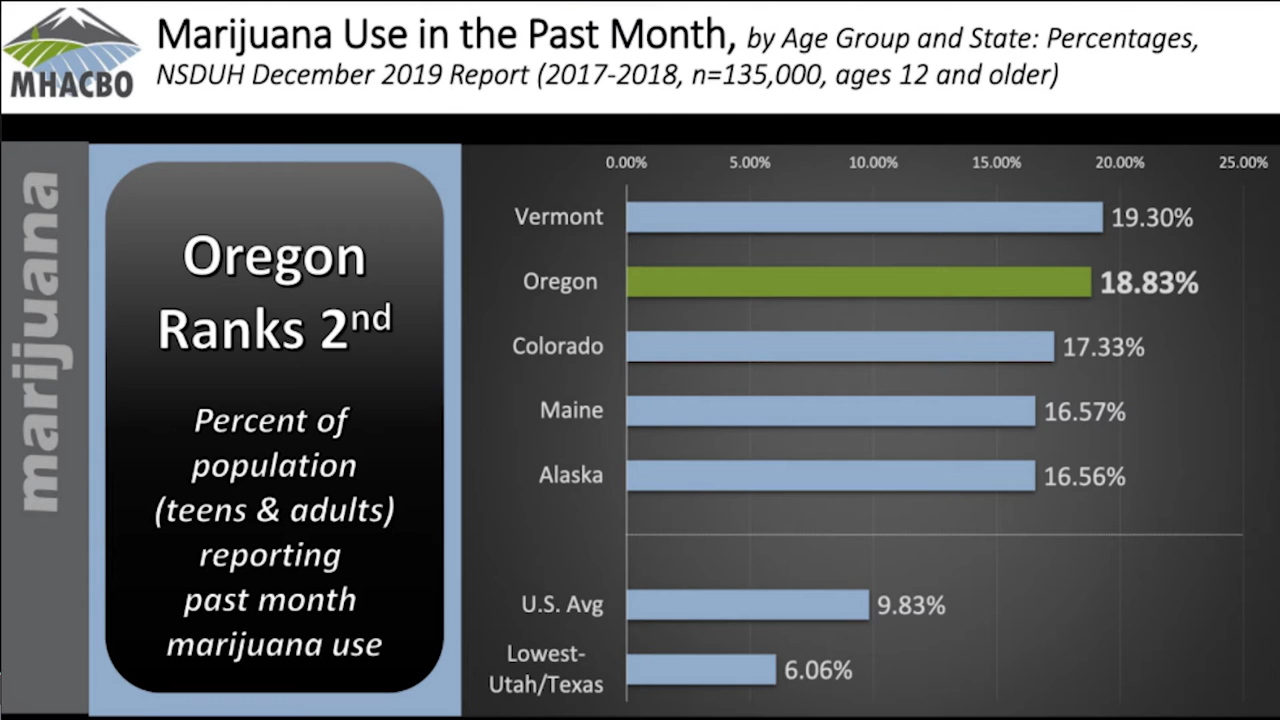 Marijuana Use in the Past Month, by Age Group and State: Percentages,
NSDUH December 2019 Report (2017-2018, n=135,000, ages 12 and older)
MHACBO
marijuana
Oregon
Ranks 2nd
Percent of
population
(teens & adults)
reporting
past month
marijuana use
0.00% 5.00% 10.00% 15.00% 20.00% 25.00%
Vermont 19.30%
Oregon 18.83%
Colorado 17.33%
Maine 16.57%
Alaska 16.56%
U.S. Avg 9.83%
Lowest-
Utah/Texas 6.06%